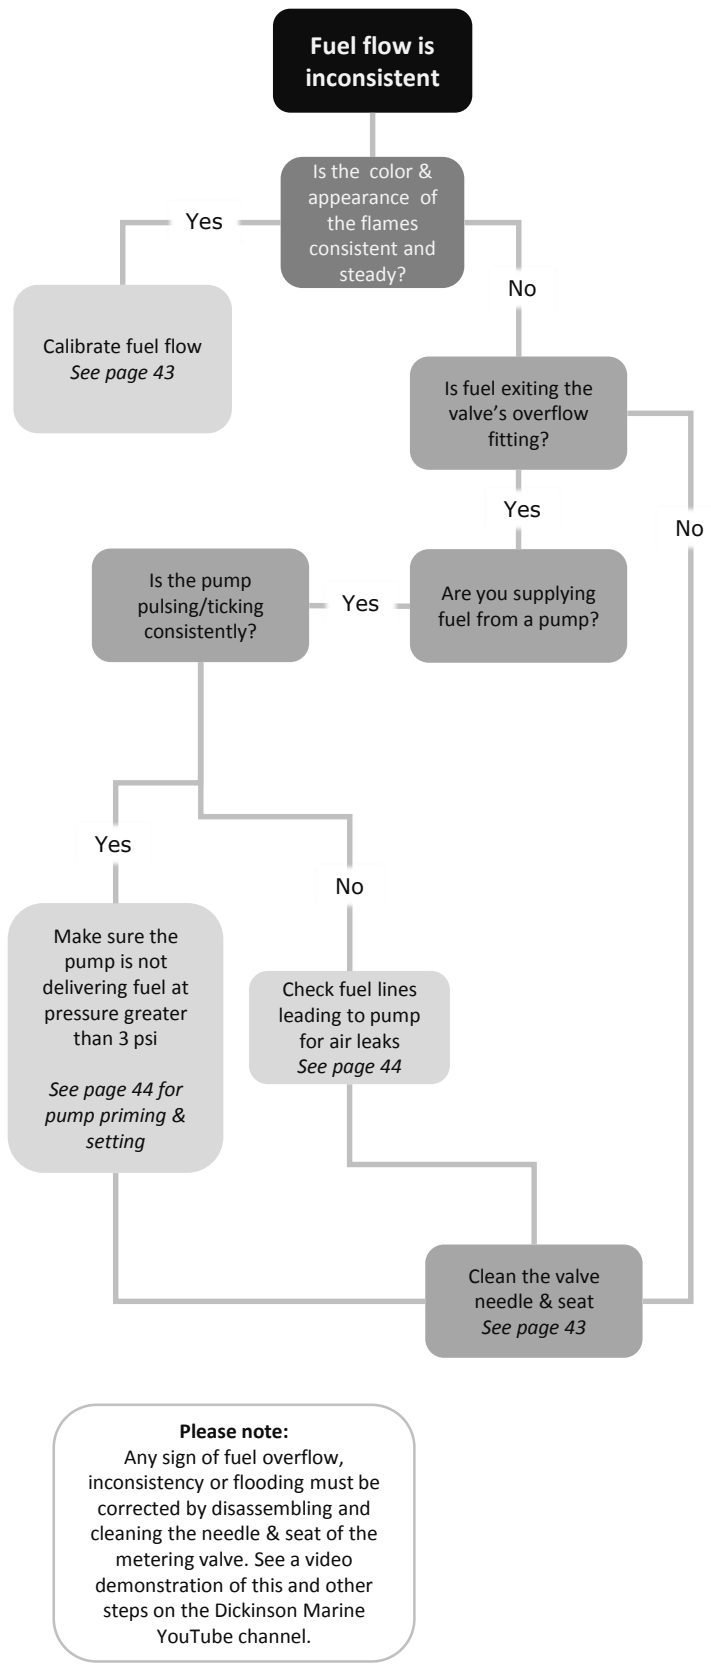 Fuel flow is
inconsistent
Is the color &
appearance of
the flames
consistent and
steady?
Yes
No
Calibrate fuel flow
See page 43
Is fuel exiting the
valve's overflow
fitting?
Yes
No
Is the pump
pulsing/ticking
consistently?
Yes
Are you supplying
fuel from a pump?
Yes
No
Make sure the
pump is not
delivering fuel at
pressure greater
than 3 psi
See page 44 for
pump priming &
setting
Check fuel lines
leading to pump
for air leaks
See page 44
Clean the valve
needle & seat
See page 43
Please note:
Any sign of fuel overflow,
inconsistency or flooding must be
corrected by disassembling and
cleaning the needle & seat of the
metering valve. See a video
demonstration of this and other
steps on the Dickinson Marine
YouTube channel.